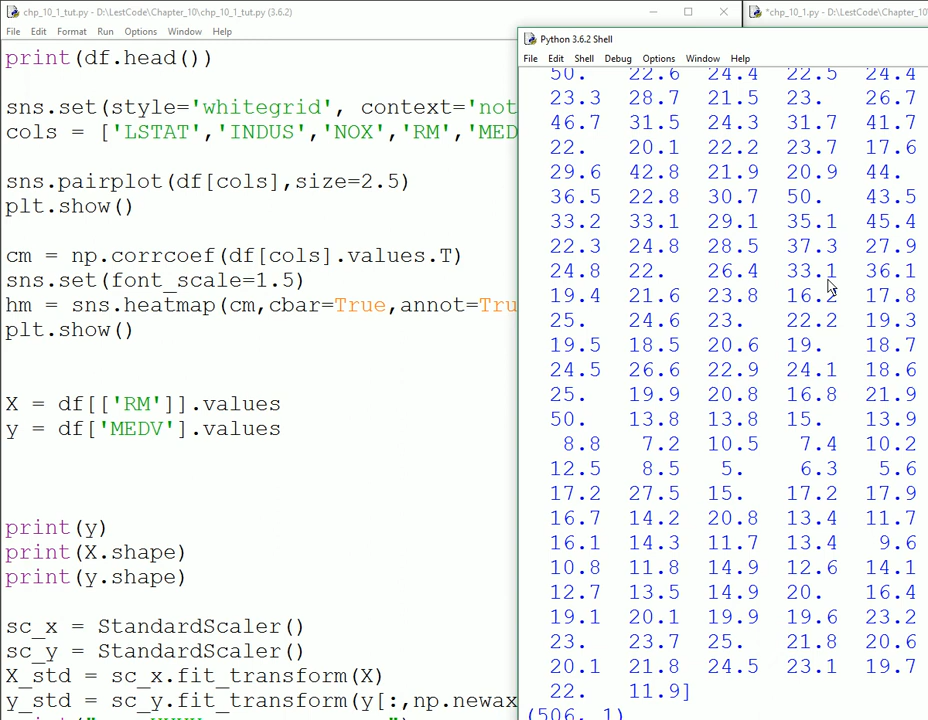 chp_10_1_tut.py - D:\LestCode\Chapter_10\chp_10_1_tut.py (3.6.2)
File Edit Format Run Options Window Help
print(df.head())
sns.set(style='whitegrid', context='not
cols = ['LSTAT','INDUS','NOX','RM','MED
sns.pairplot(df[cols],size=2.5)
plt.show()
cm = np.corrcoef(df[cols].values.T)
sns.set(font_scale=1.5)
hm = sns.heatmap(cm,cbar=True,annot=Tru
plt.show()
X = df[['RM']].values
y = df['MEDV'].values
print(y)
print(X.shape)
print(y.shape)
sc_x = StandardScaler()
sc_y = StandardScaler()
X_std = sc_x.fit_transform(X)
y_std = sc_y.fit_transform(y[:,np.newax
*chp_10_1.py - D:\LestCode\Chapter_10
Python 3.6.2 Shell
File Edit Shell Debug Options Window Help
50. 22.6 24.4 22.5 24.4
23.3 28.7 21.5 23. 26.7
46.7 31.5 24.3 31.7 41.7
22. 20.1 22.2 23.7 17.6
29.6 42.8 21.9 20.9 44.
36.5 22.8 30.7 50. 43.5
33.2 33.1 29.1 35.1 45.4
22.3 24.8 28.5 37.3 27.9
24.8 22. 26.4 33.1 36.1
19.4 21.6 23.8 16.2 17.8
25. 24.6 23. 22.2 19.3
19.5 18.5 20.6 19. 18.7
24.5 26.6 22.9 24.1 18.6
25. 19.9 20.8 16.8 21.9
50. 13.8 13.8 15. 13.9
8.8 7.2 10.5 7.4 10.2
12.5 8.5 5. 6.3 5.6
17.2 27.5 15. 17.2 17.9
16.7 14.2 20.8 13.4 11.7
16.1 14.3 11.7 13.4 9.6
10.8 11.8 14.9 12.6 14.1
12.7 13.5 14.9 20. 16.4
19.1 20.1 19.9 19.6 23.2
23. 23.7 25. 21.8 20.6
20.1 21.8 24.5 23.1 19.7
22. 11.9]
(506, 1)